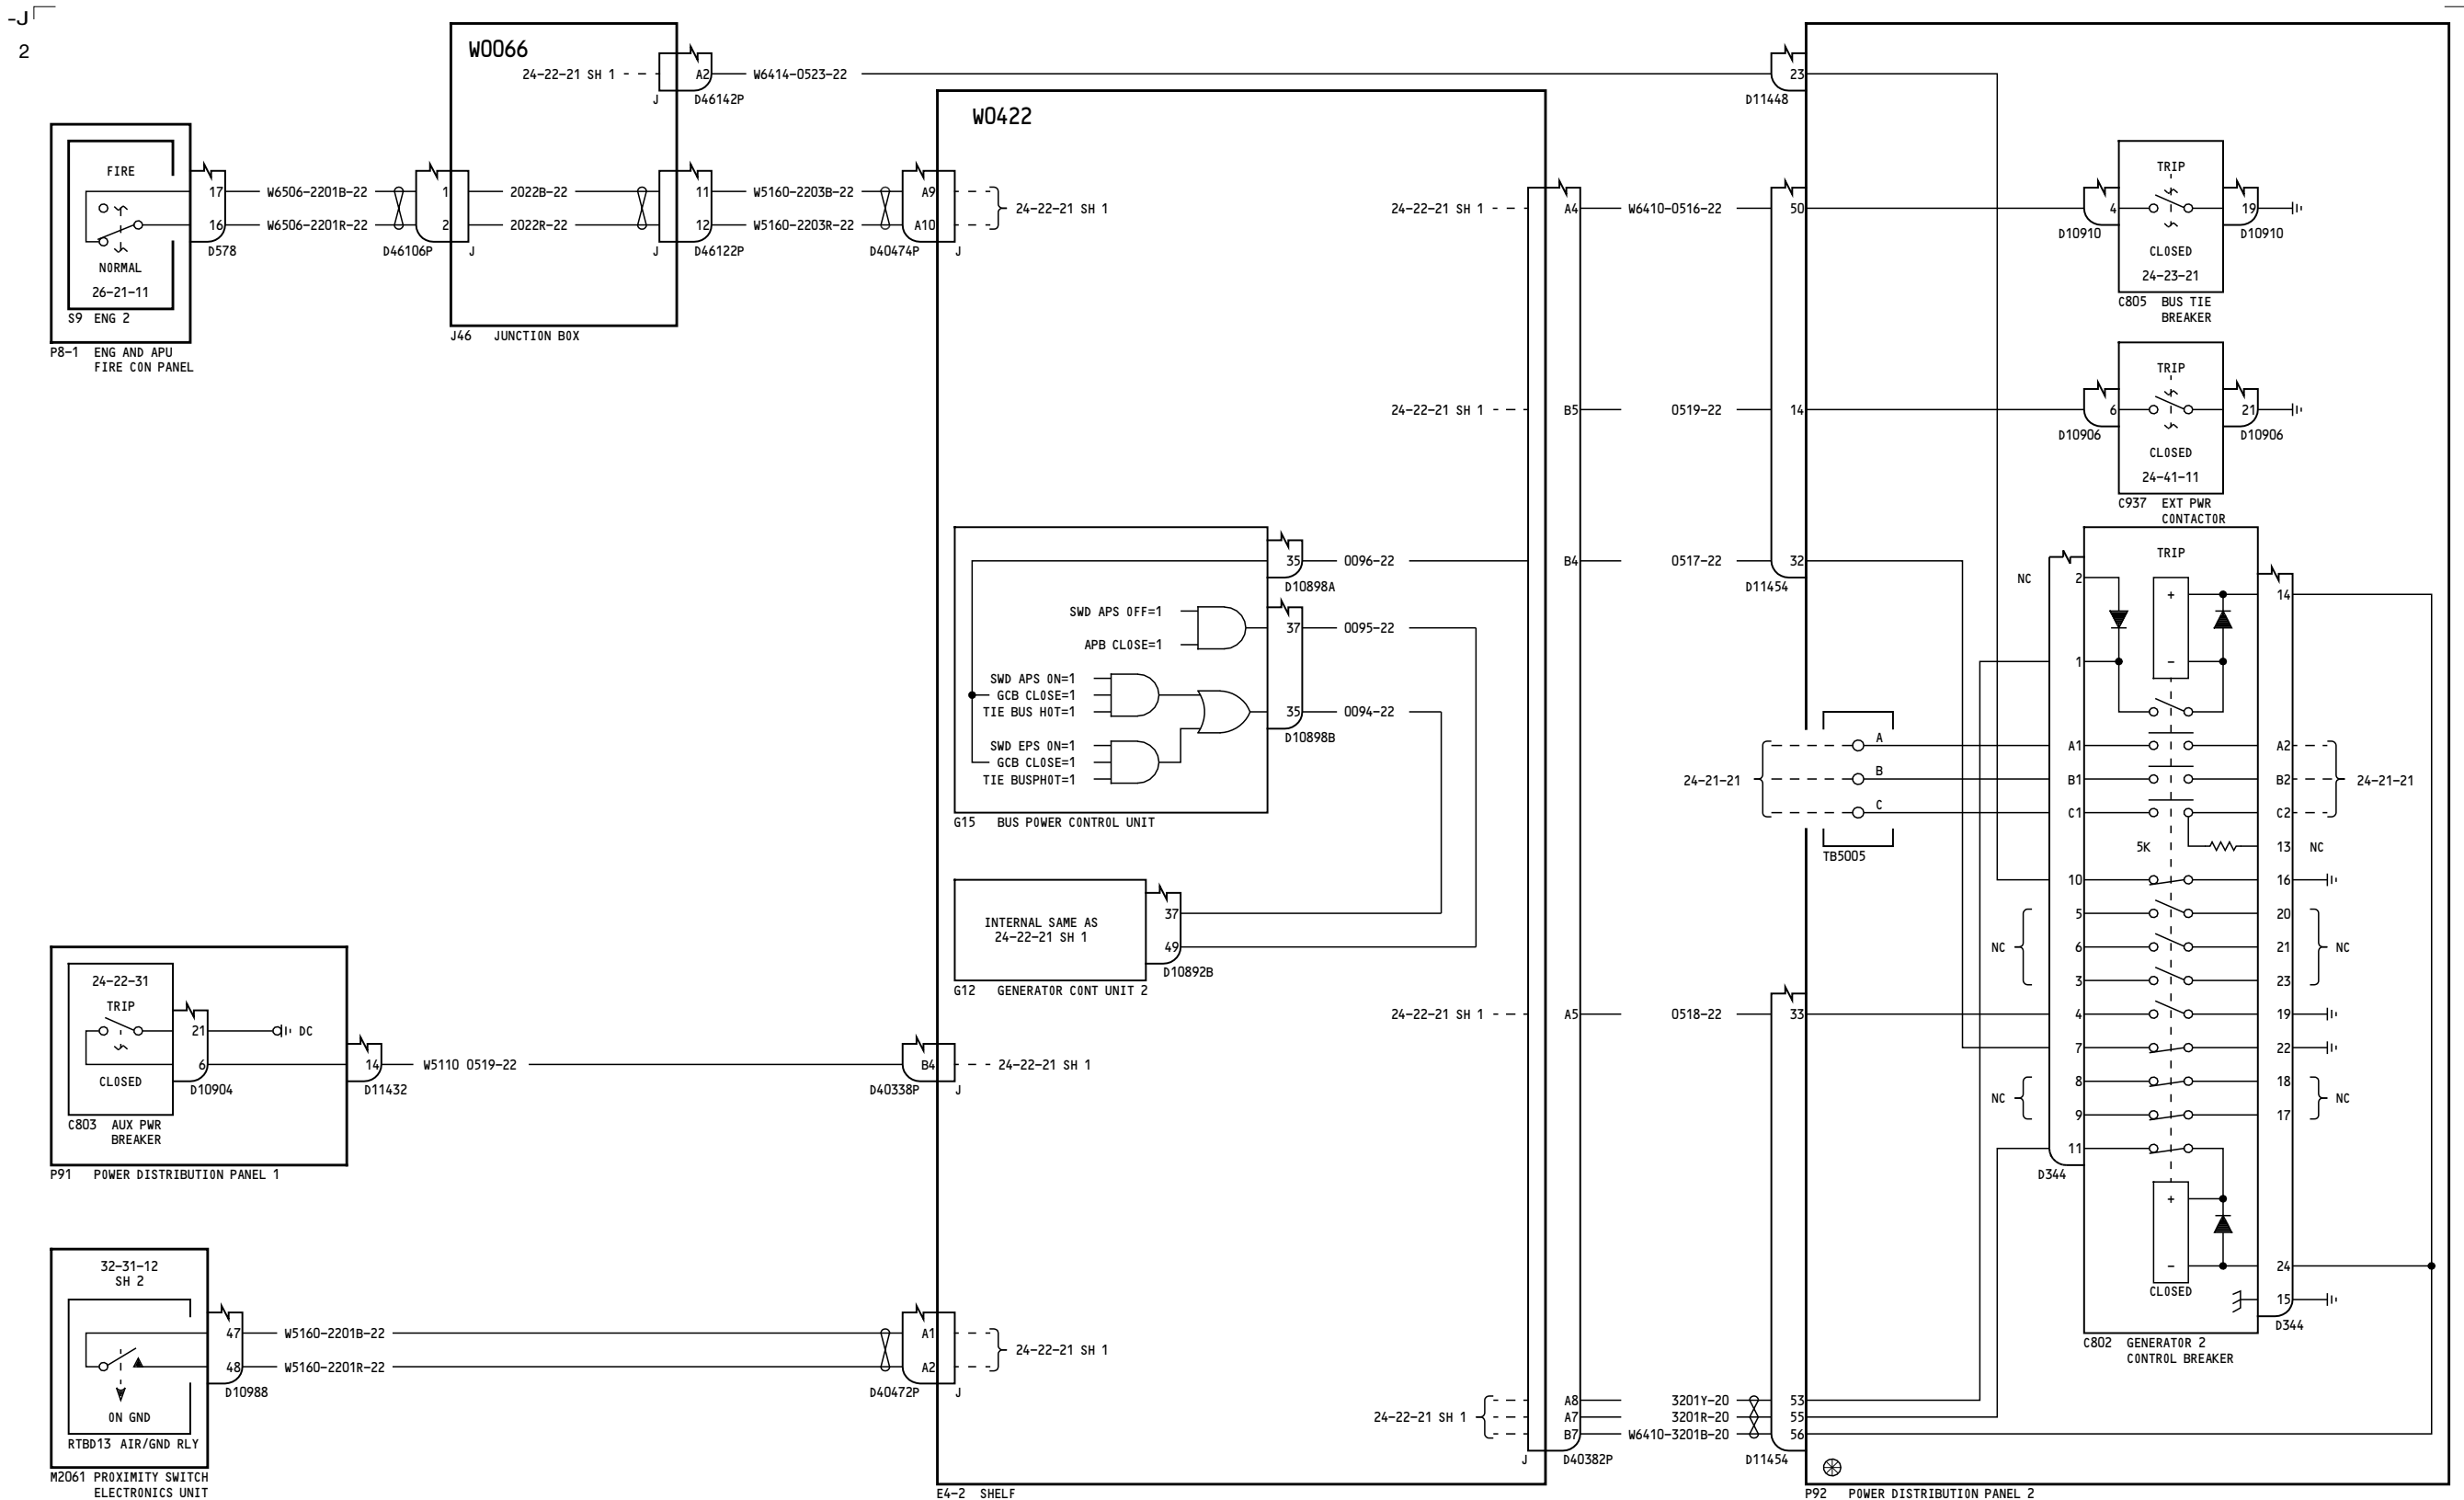 -J
2
W0066
24-22-21 SH 1
A2
W6414-0523-22
J
D46142P
23
D11448
FIRE
NORMAL
26-21-11
S9 ENG 2
P8-1 ENG AND APU
FIRE CON PANEL
17
16
D578
W6506-2201B-22
W6506-2201R-22
1
2
D46106P
J
2022B-22
2022R-22
J
11
12
D46122P
J46 JUNCTION BOX
W5160-2203B-22
W5160-2203R-22
A9
A10
D40474P
J
24-22-21 SH 1
W0422
24-22-21 SH 1
A4
W6410-0516-22
50
4
D10910
TRIP
CLOSED
24-23-21
19
D10910
C805 BUS TIE
BREAKER
24-22-21 SH 1
B5
0519-22
14
6
D10906
TRIP
CLOSED
24-41-11
21
D10906
C937 EXT PWR
CONTACTOR
35
D10898A
0096-22
B4
0517-22
32
D11454
SWD APS OFF=1
APB CLOSE=1
37
0095-22
SWD APS ON=1
GCB CLOSE=1
TIE BUS HOT=1
35
0094-22
D10898B
SWD EPS ON=1
GCB CLOSE=1
TIE BUSPHOT=1
G15 BUS POWER CONTROL UNIT
INTERNAL SAME AS
24-22-21 SH 1
37
49
D10892B
G12 GENERATOR CONT UNIT 2
24-22-21 SH 1
A5
0518-22
33
24-21-21
A
B
C
TB5005
NC
2
1
A1
B1
C1
10
5
6
3
4
7
8
9
11
NC
NC
D344
TRIP
+
-
5K
+
-
CLOSED
14
A2
B2
C2
13
NC
16
20
21
23
19
22
18
17
24
15
24-21-21
NC
NC
D344
C802 GENERATOR 2
CONTROL BREAKER
24-22-31
TRIP
CLOSED
21
6
D10904
DC
C803 AUX PWR
BREAKER
P91 POWER DISTRIBUTION PANEL 1
14
D11432
W5110 0519-22
B4
D40338P
J
24-22-21 SH 1
32-31-12
SH 2
ON GND
RTBD13 AIR/GND RLY
M2061 PROXIMITY SWITCH
ELECTRONICS UNIT
47
48
D10988
W5160-2201B-22
W5160-2201R-22
A1
A2
D40472P
J
24-22-21 SH 1
24-22-21 SH 1
A8
A7
B7
J
D40382P
3201Y-20
3201R-20
W6410-3201B-20
53
55
56
D11454
E4-2 SHELF
P92 POWER DISTRIBUTION PANEL 2